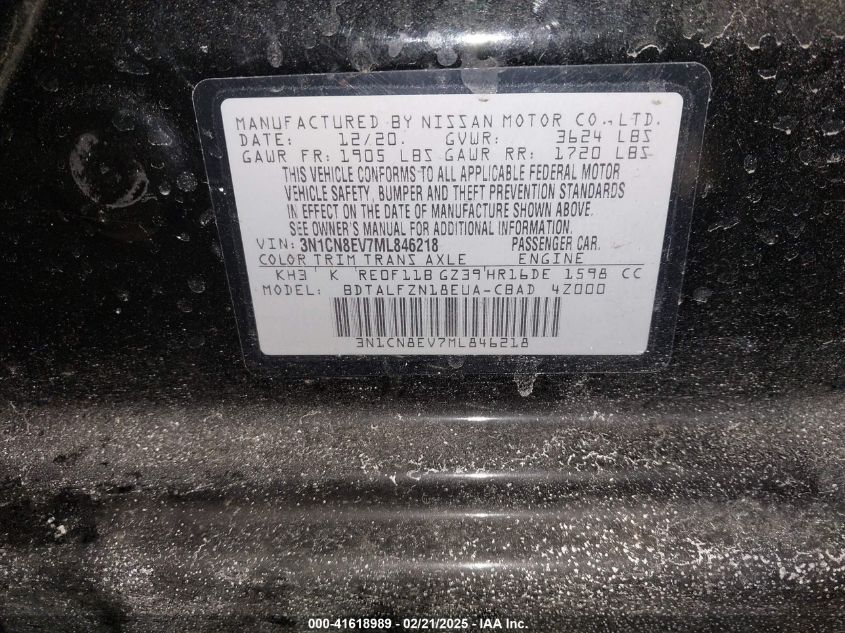 MANUFACTURED BY NISSAN MOTOR CO.,LTD.
DATE: 12/20. GVWR: 3624 LBS
GAWR FR: 1905 LBS GAWR RR: 1720 LBS
THIS VEHICLE CONFORMS TO ALL APPLICABLE FEDERAL MOTOR
VEHICLE SAFETY, BUMPER AND THEFT PREVENTION STANDARDS
IN EFFECT ON THE DATE OF MANUFACTURE SHOWN ABOVE.
SEE OWNER'S MANUAL FOR ADDITIONAL INFORMATION.
VIN: 3N1CN8EV7ML846218 PASSENGER CAR.
COLOR TRIM TRANS AXLE ENGINE
KH3 K RE0F11B GZ39 HR16DE 1598 CC
MODEL: BDTALFZN18EUA-CBAD 4Z000
3N1CN8EV7ML846218
000-41618989 — 02/21/2025 — IAA Inc.